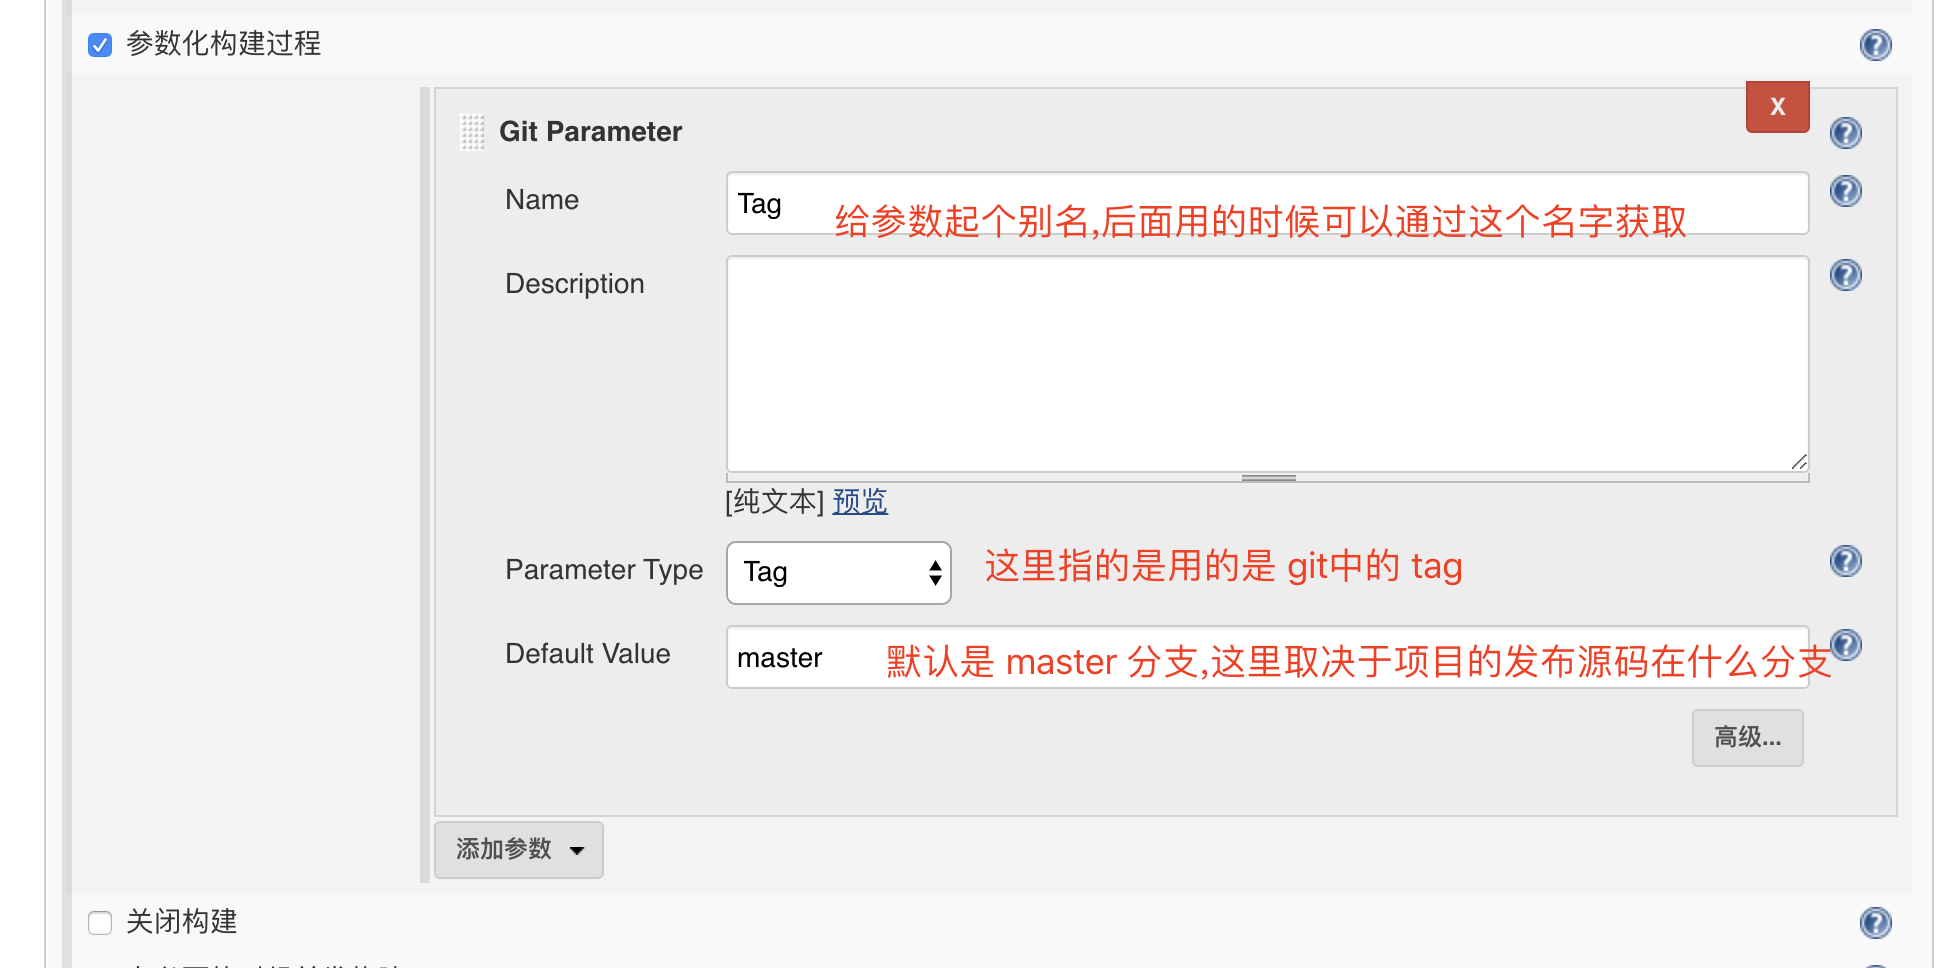 参数化构建过程
Git Parameter
X
Name
Tag
给参数起个别名,后面用的时候可以通过这个名字获取
Description
[纯文本] 预览
Parameter Type
Tag
这里指的是用的是 git中的 tag
Default Value
master
默认是 master 分支,这里取决于项目的发布源码在什么分支
高级...
添加参数
关闭构建